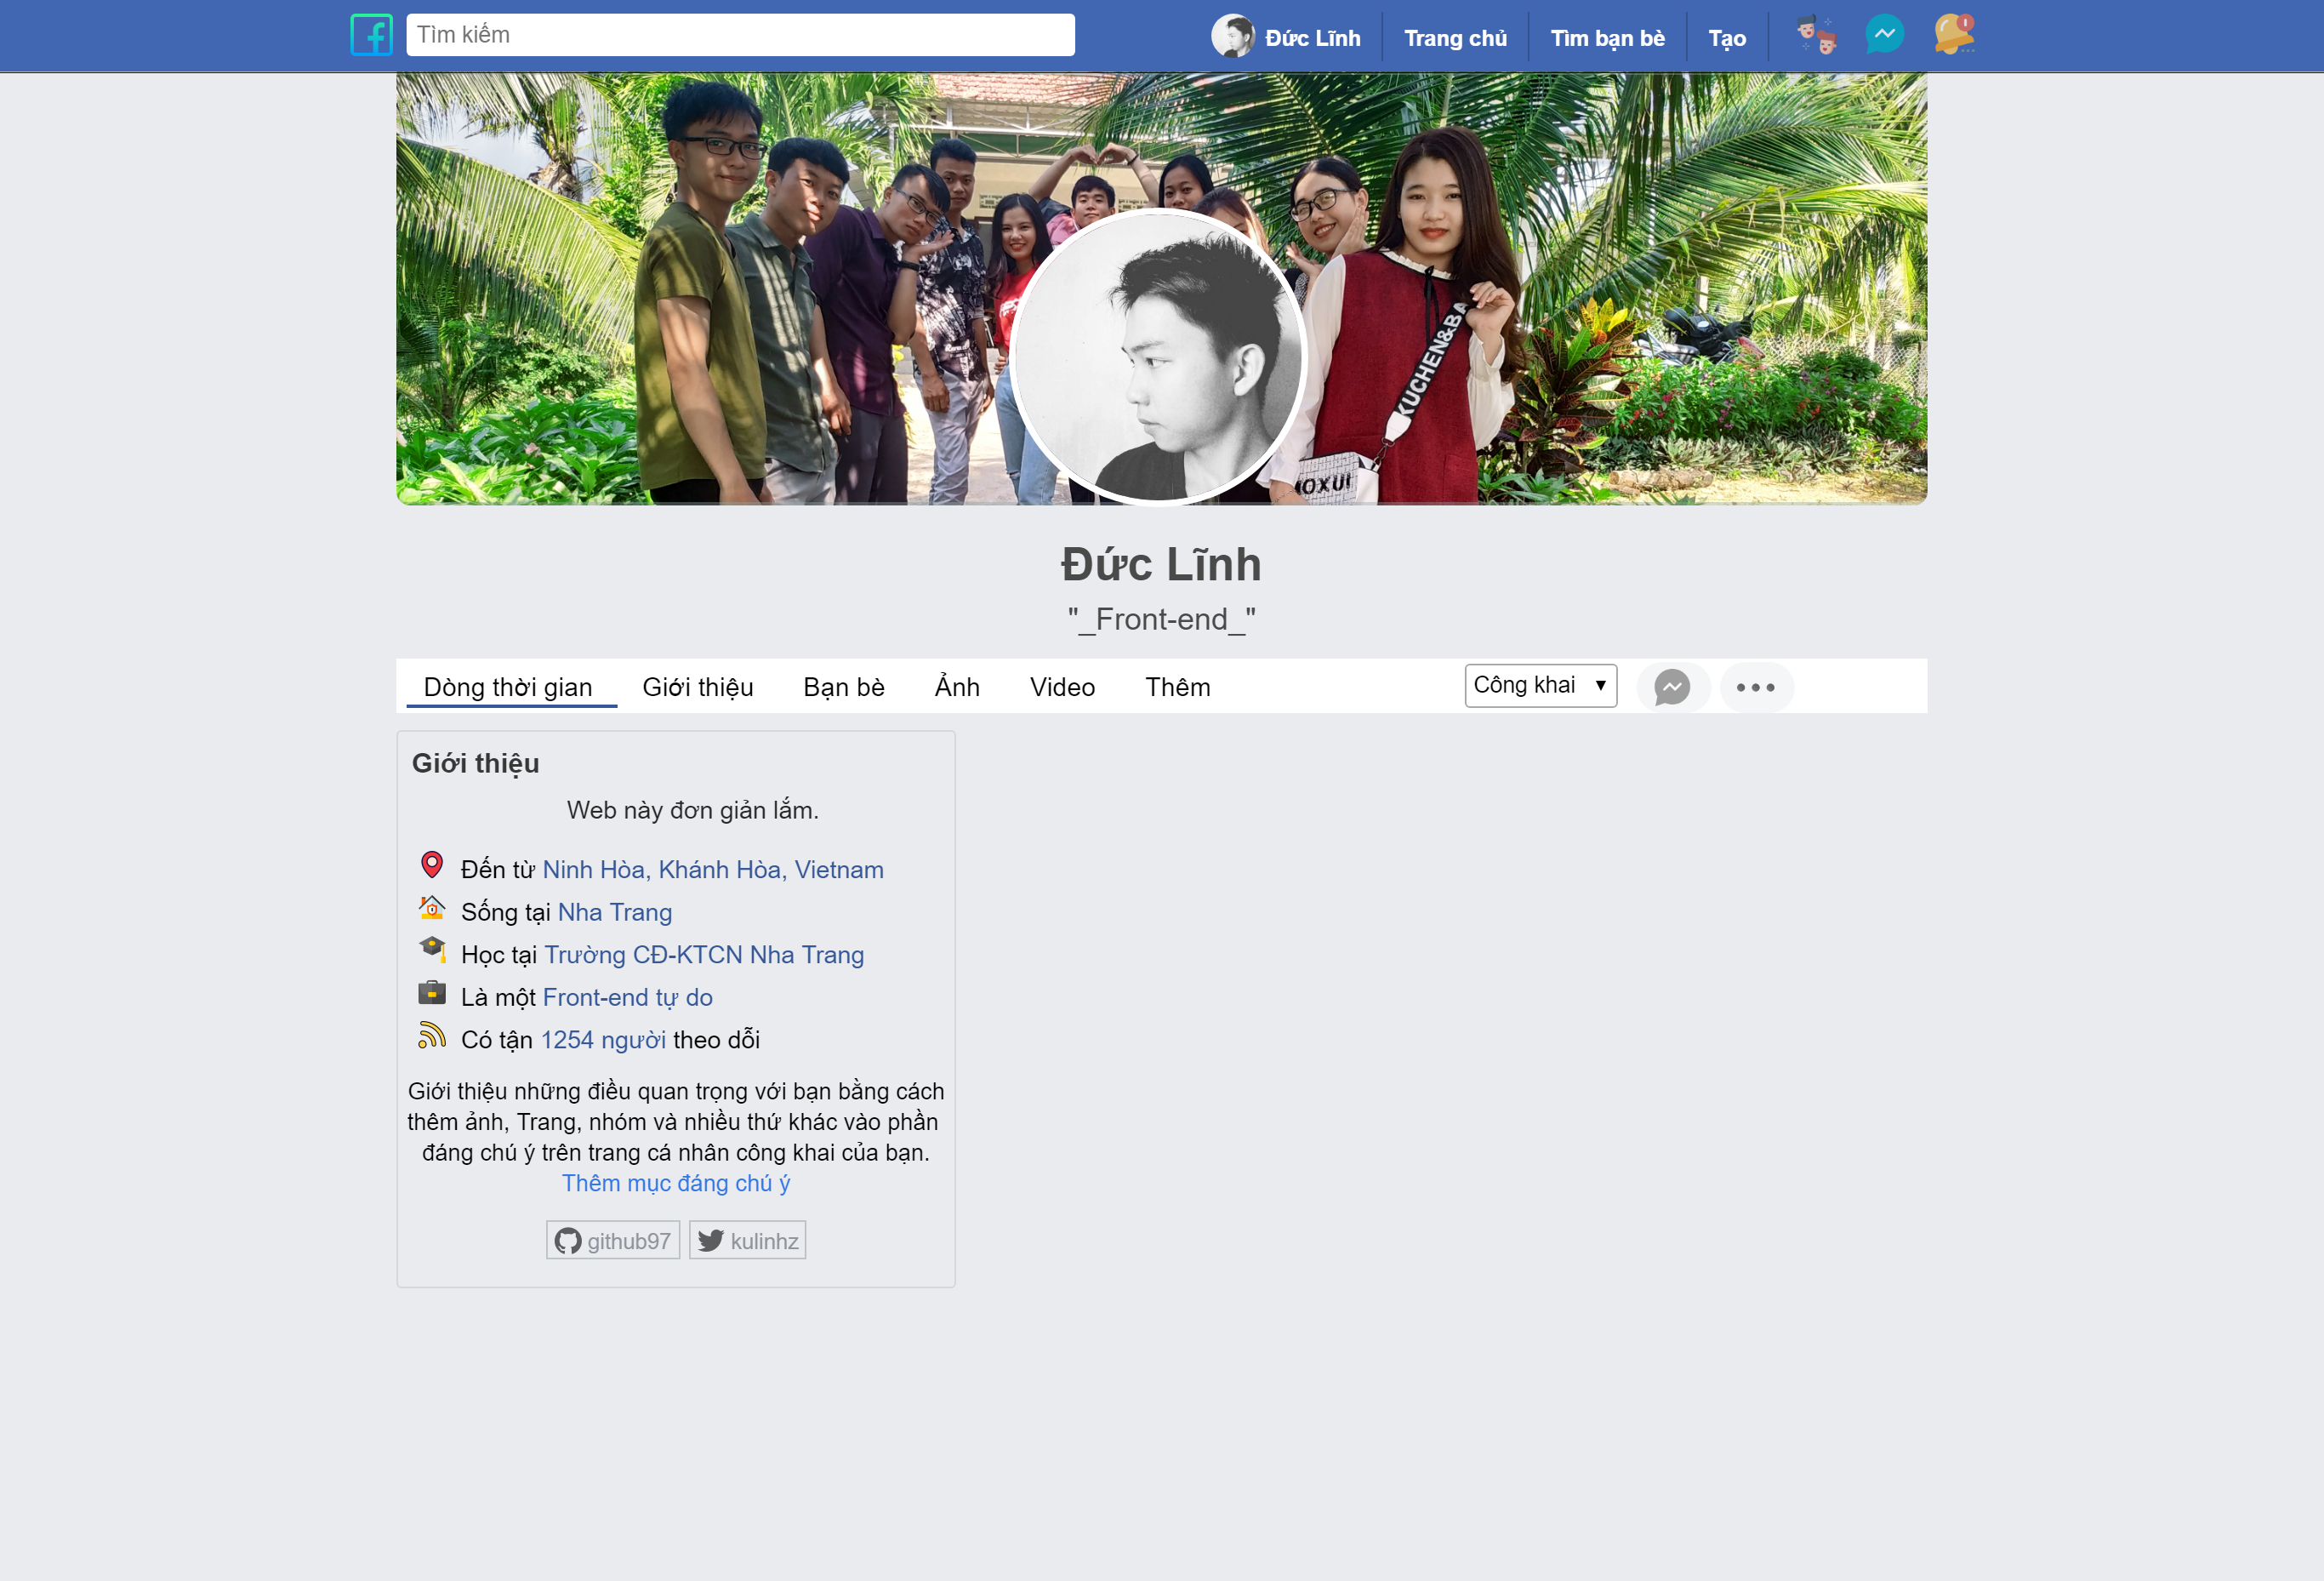 Tìm kiếm
Đức Lĩnh
Trang chủ
Tìm bạn bè
Tạo
KUCHEN&BA
OXUI
Đức Lĩnh
"_Front-end_"
Dòng thời gian
Giới thiệu
Bạn bè
Ảnh
Video
Thêm
Công khai
Giới thiệu
Web này đơn giản lắm.
Đến từ Ninh Hòa, Khánh Hòa, Vietnam
Sống tại Nha Trang
Học tại Trường CĐ-KTCN Nha Trang
Là một Front-end tự do
Có tận 1254 người theo dỗi
Giới thiệu những điều quan trọng với bạn bằng cách
thêm ảnh, Trang, nhóm và nhiều thứ khác vào phần
đáng chú ý trên trang cá nhân công khai của bạn.
Thêm mục đáng chú ý
github97
kulinhz